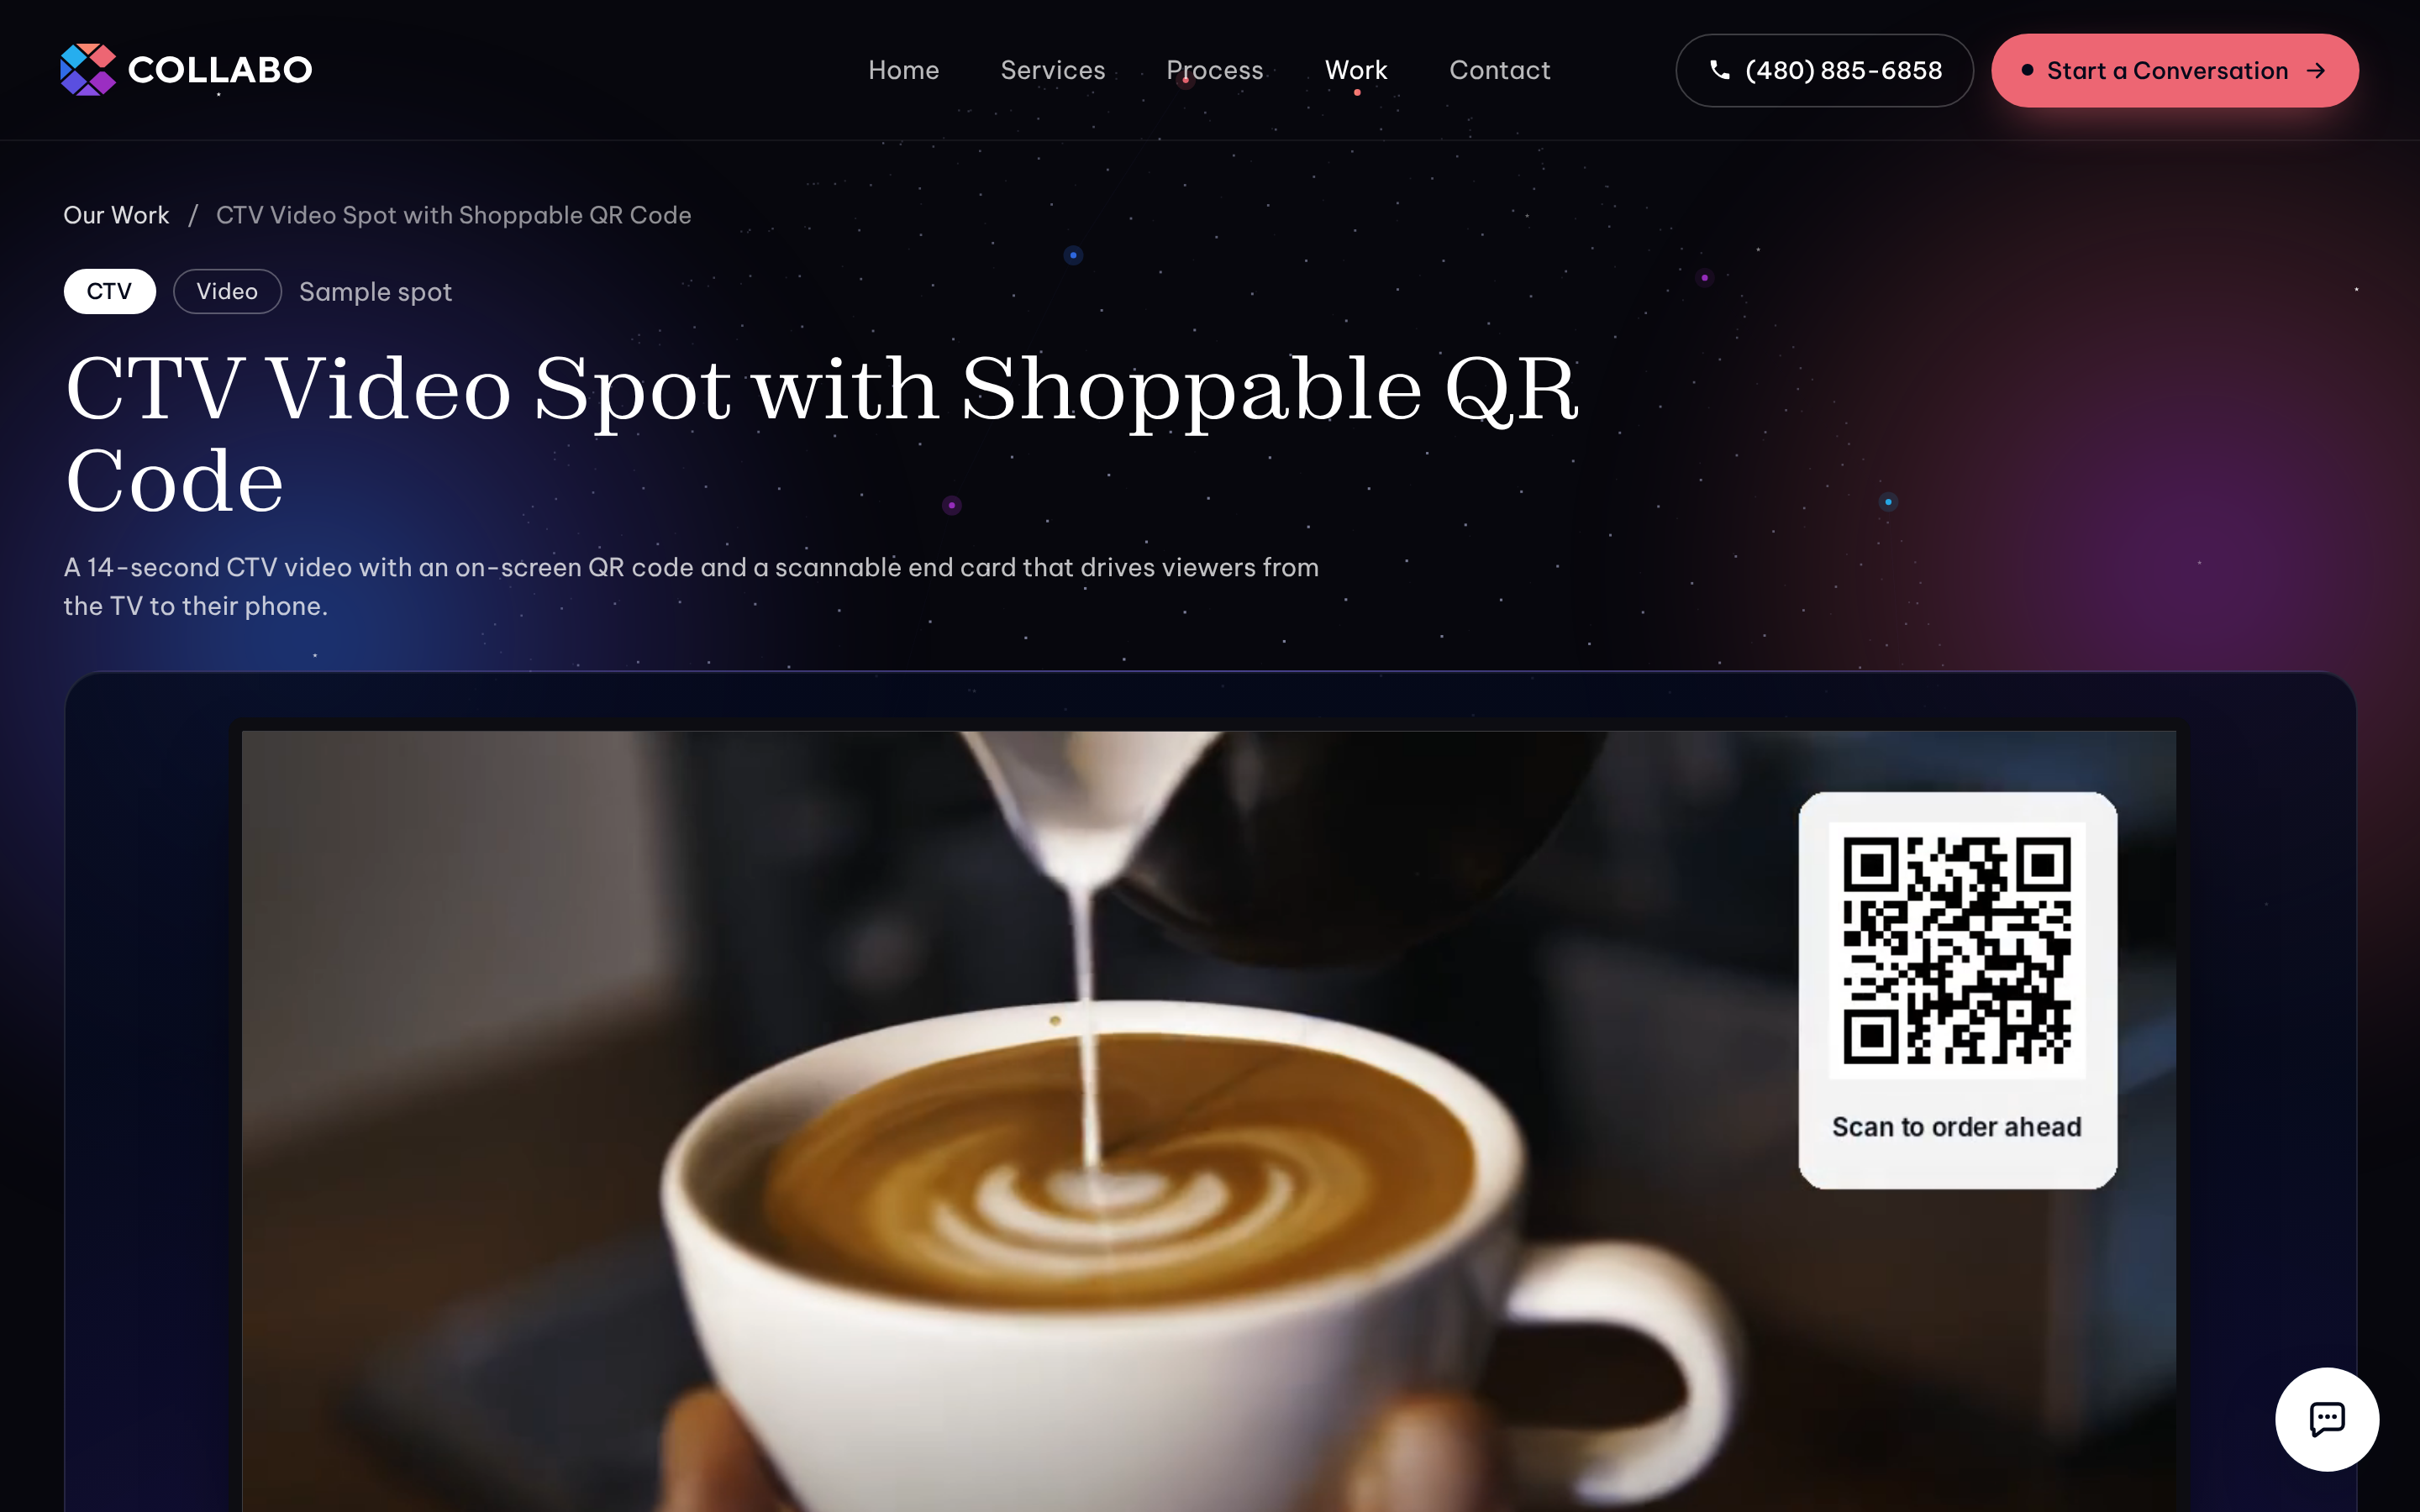 COLLABO
Home Services Process Work Contact
(480) 885-6858
Start a Conversation →
Our Work / CTV Video Spot with Shoppable QR Code
CTV Video Sample spot
CTV Video Spot with Shoppable QR
Code
A 14-second CTV video with an on-screen QR code and a scannable end card that drives viewers from
the TV to their phone.
Scan to order ahead